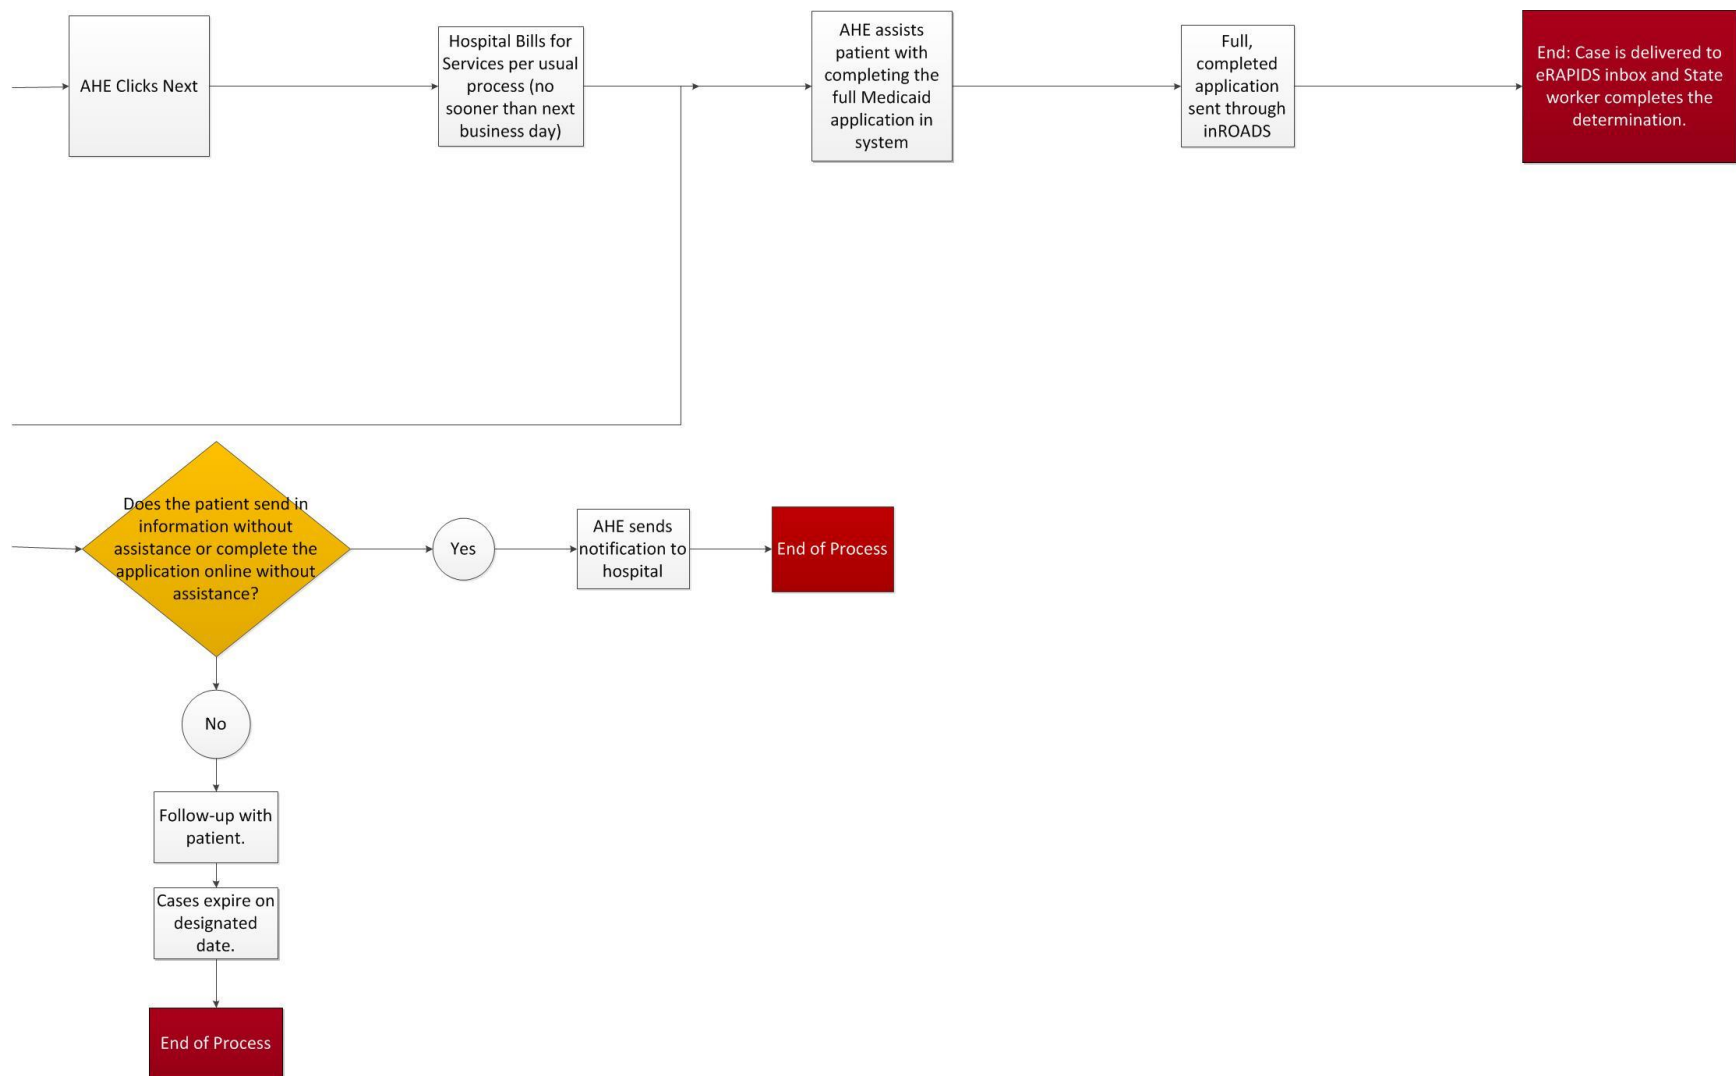 AHE Clicks Next
Hospital Bills for
Services per usual
process (no
sooner than next
business day)
AHE assists
patient with
completing the
full Medicaid
application in
system
Full,
completed
application
sent through
inROADS
End: Case is delivered to
eRAPIDS inbox and State
worker completes the
determination.
Does the patient send in
information without
assistance or complete the
application online without
assistance?
Yes
AHE sends
notification to
hospital
End of Process
No
Follow-up with
patient.
Cases expire on
designated
date.
End of Process